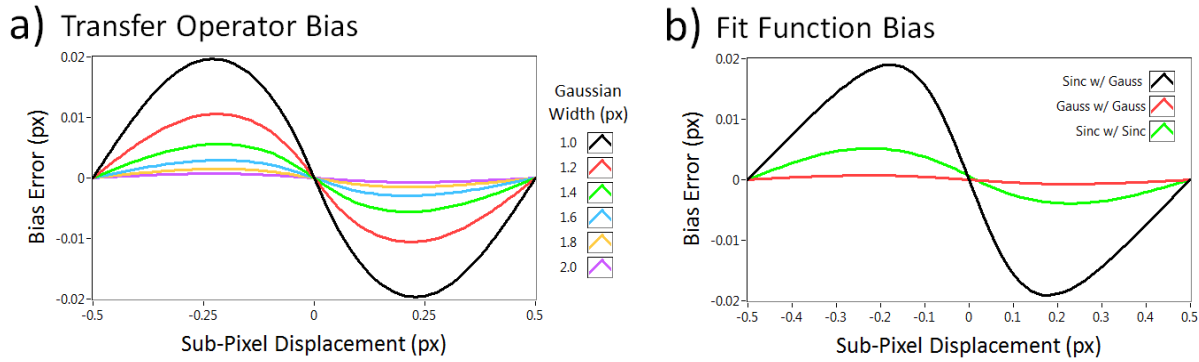 a) Transfer Operator Bias
0.02
0.01
0
-0.01
-0.02
Bias Error (px)
-0.5
-0.25
0
0.25
0.5
Sub-Pixel Displacement (px)
Gaussian
Width (px)
1.0
1.2
1.4
1.6
1.8
2.0
b) Fit Function Bias
0.02
0.01
0
-0.01
-0.02
Bias Error (px)
Sinc w/ Gauss
Gauss w/ Gauss
Sinc w/ Sinc
-0.5
-0.4
-0.3
-0.2
-0.1
0
0.1
0.2
0.3
0.4
0.5
Sub-Pixel Displacement (px)